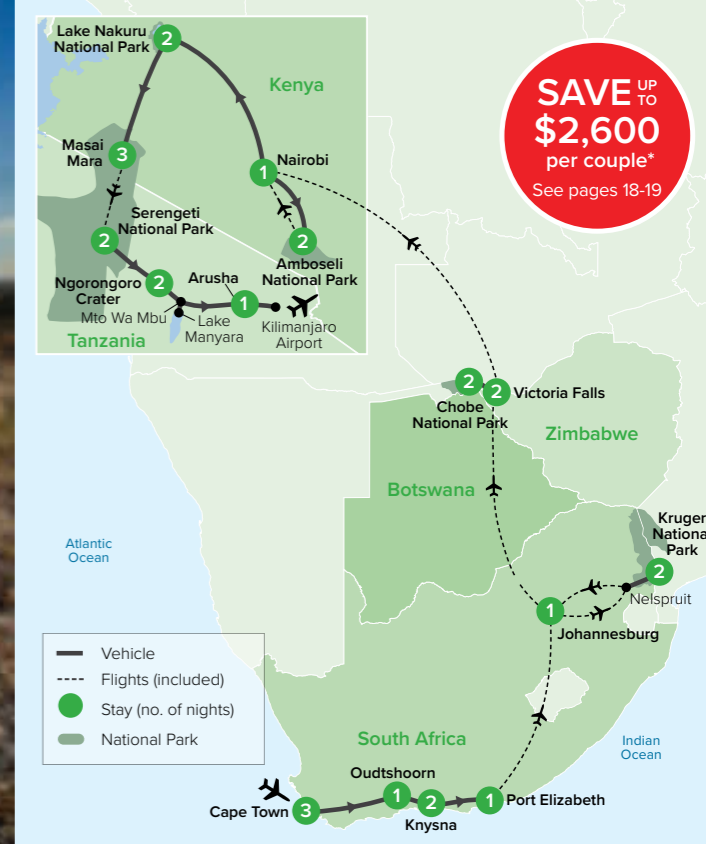 Lake Nakuru
National Park
2
Kenya
Masai
Mara
3
Nairobi
1
Serengeti
National Park
2
2
Amboseli
National Park
Ngorongoro
Crater
2
Arusha
1
Mto Wa Mbu
Lake
Manyara
Kilimanjaro
Airport
Tanzania
SAVE UP TO
$2,600
per couple*
See pages 18-19
2
2
Victoria Falls
Chobe
National Park
Zimbabwe
Botswana
Atlantic
Ocean
Kruger
Nationa
Park
2
Nelspruit
1
Johannesburg
Vehicle
Flights (included)
Stay (no. of nights)
National Park
South Africa
Indian
Ocean
Oudtshoorn
1
Cape Town
3
2
Knysna
1
Port Elizabeth